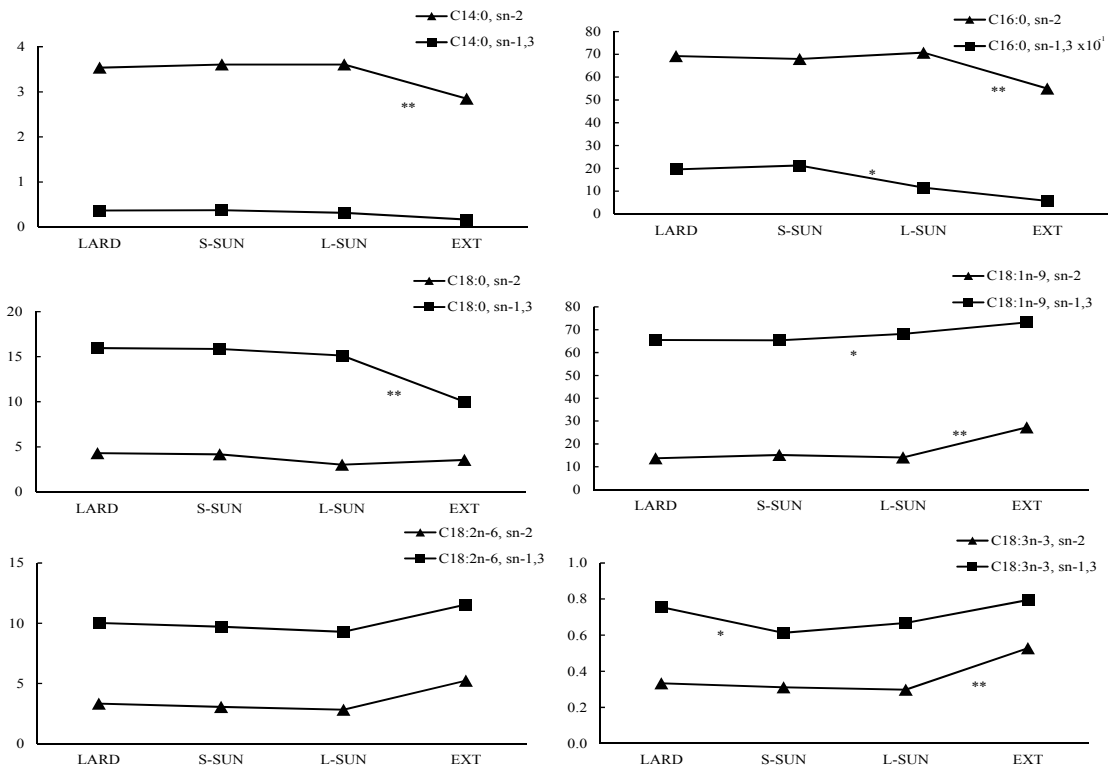 C14:0, sn-2
C14:0, sn-1,3
4
3
2
1
0
**
LARD S-SUN L-SUN EXT
C16:0, sn-2
C16:0, sn-1,3 x10⁻¹
80
70
60
50
40
30
20
10
0
**
*
LARD S-SUN L-SUN EXT
C18:0, sn-2
C18:0, sn-1,3
20
15
10
5
0
**
LARD S-SUN L-SUN EXT
C18:1n-9, sn-2
C18:1n-9, sn-1,3
80
70
60
50
40
30
20
10
0
*
**
LARD S-SUN L-SUN EXT
C18:2n-6, sn-2
C18:2n-6, sn-1,3
15
10
5
0
LARD S-SUN L-SUN EXT
C18:3n-3, sn-2
C18:3n-3, sn-1,3
1.0
0.8
0.6
0.4
0.2
0.0
*
**
LARD S-SUN L-SUN EXT